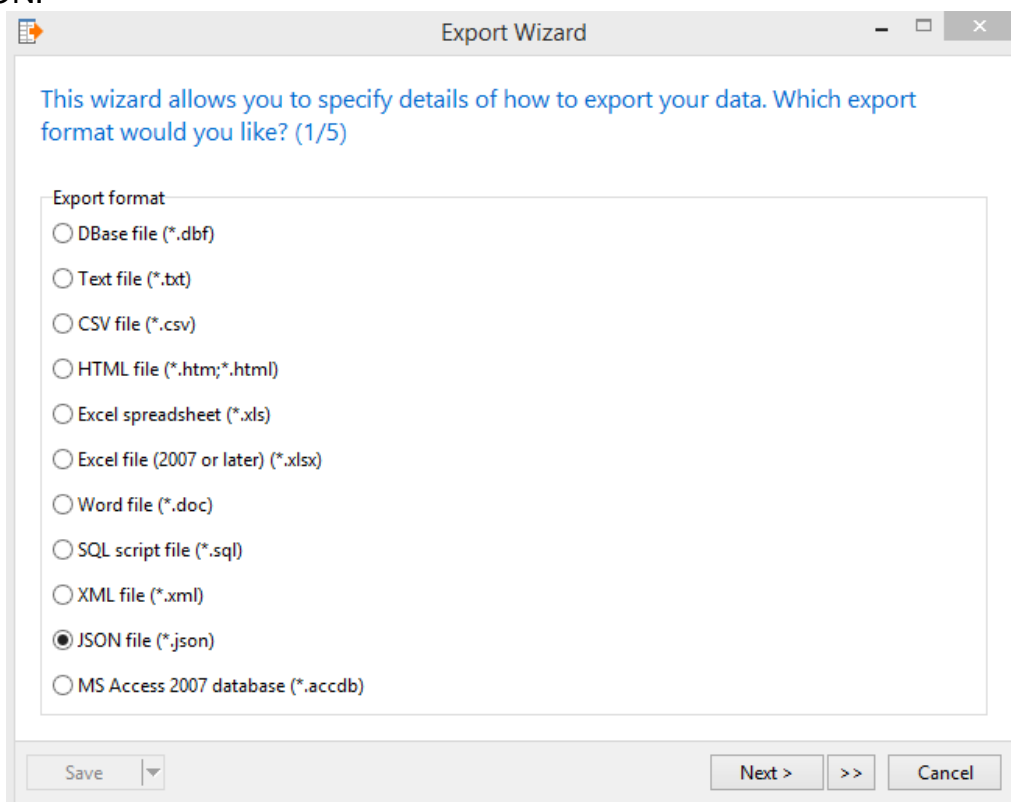 Export Wizard
This wizard allows you to specify details of how to export your data. Which export
format would you like? (1/5)
Export format
DBase file (*.dbf)
Text file (*.txt)
CSV file (*.csv)
HTML file (*.htm;*.html)
Excel spreadsheet (*.xls)
Excel file (2007 or later) (*.xlsx)
Word file (*.doc)
SQL script file (*.sql)
XML file (*.xml)
JSON file (*.json)
MS Access 2007 database (*.accdb)
Save Next > >> Cancel